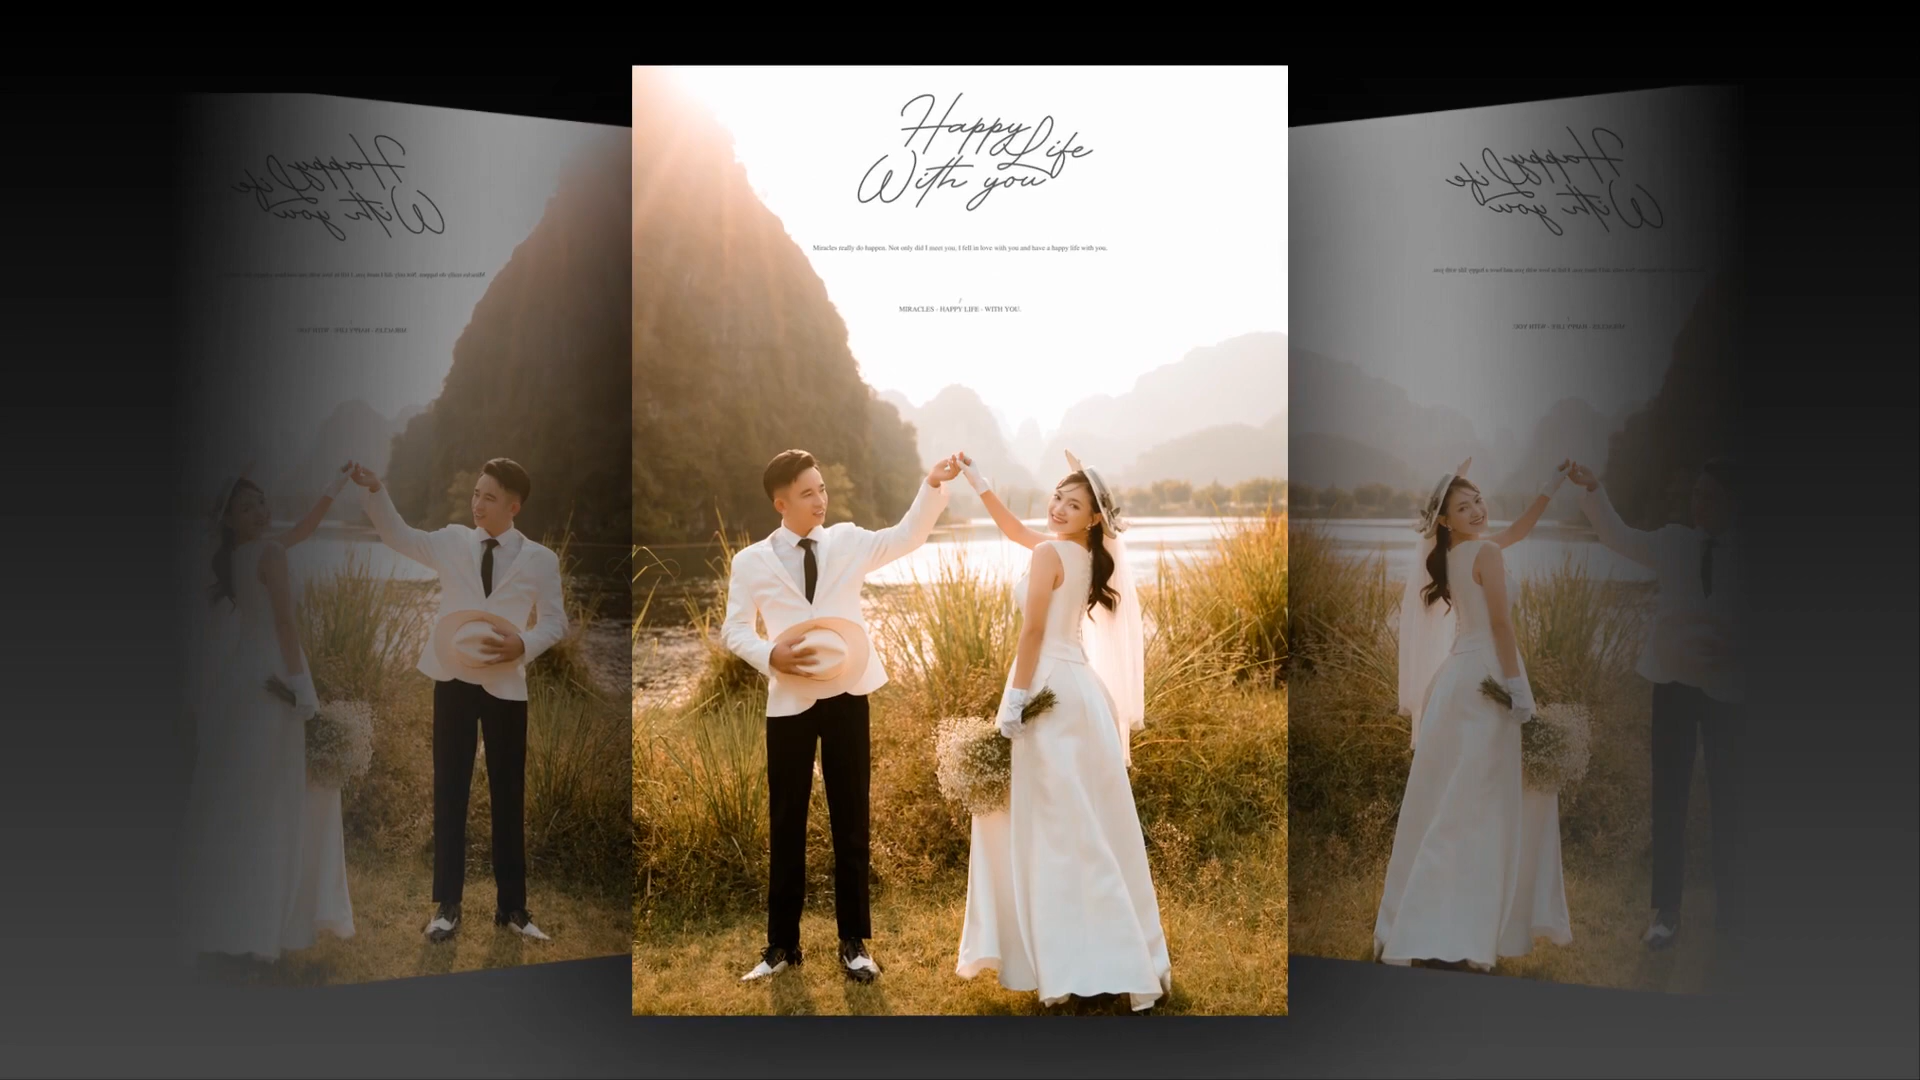 Happy Life
With you
Miracles really do happen. Not only did I meet you, I fell in love with you and have a happy life with you.
MIRACLES - HAPPY LIFE - WITH YOU.